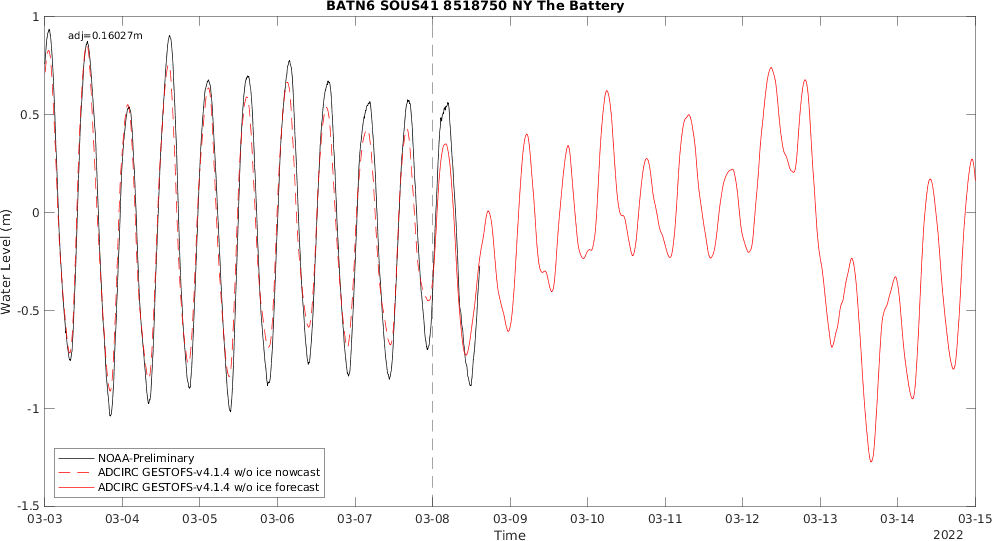 BATN6 SOUS41 8518750 NY The Battery
adj=0.16027m
1
0.5
0
-0.5
-1
-1.5
Water Level (m)
NOAA-Preliminary
ADCIRC GESTOFS-v4.1.4 w/o ice nowcast
ADCIRC GESTOFS-v4.1.4 w/o ice forecast
03-03 03-04 03-05 03-06 03-07 03-08 03-09 03-10 03-11 03-12 03-13 03-14 03-15
Time
2022